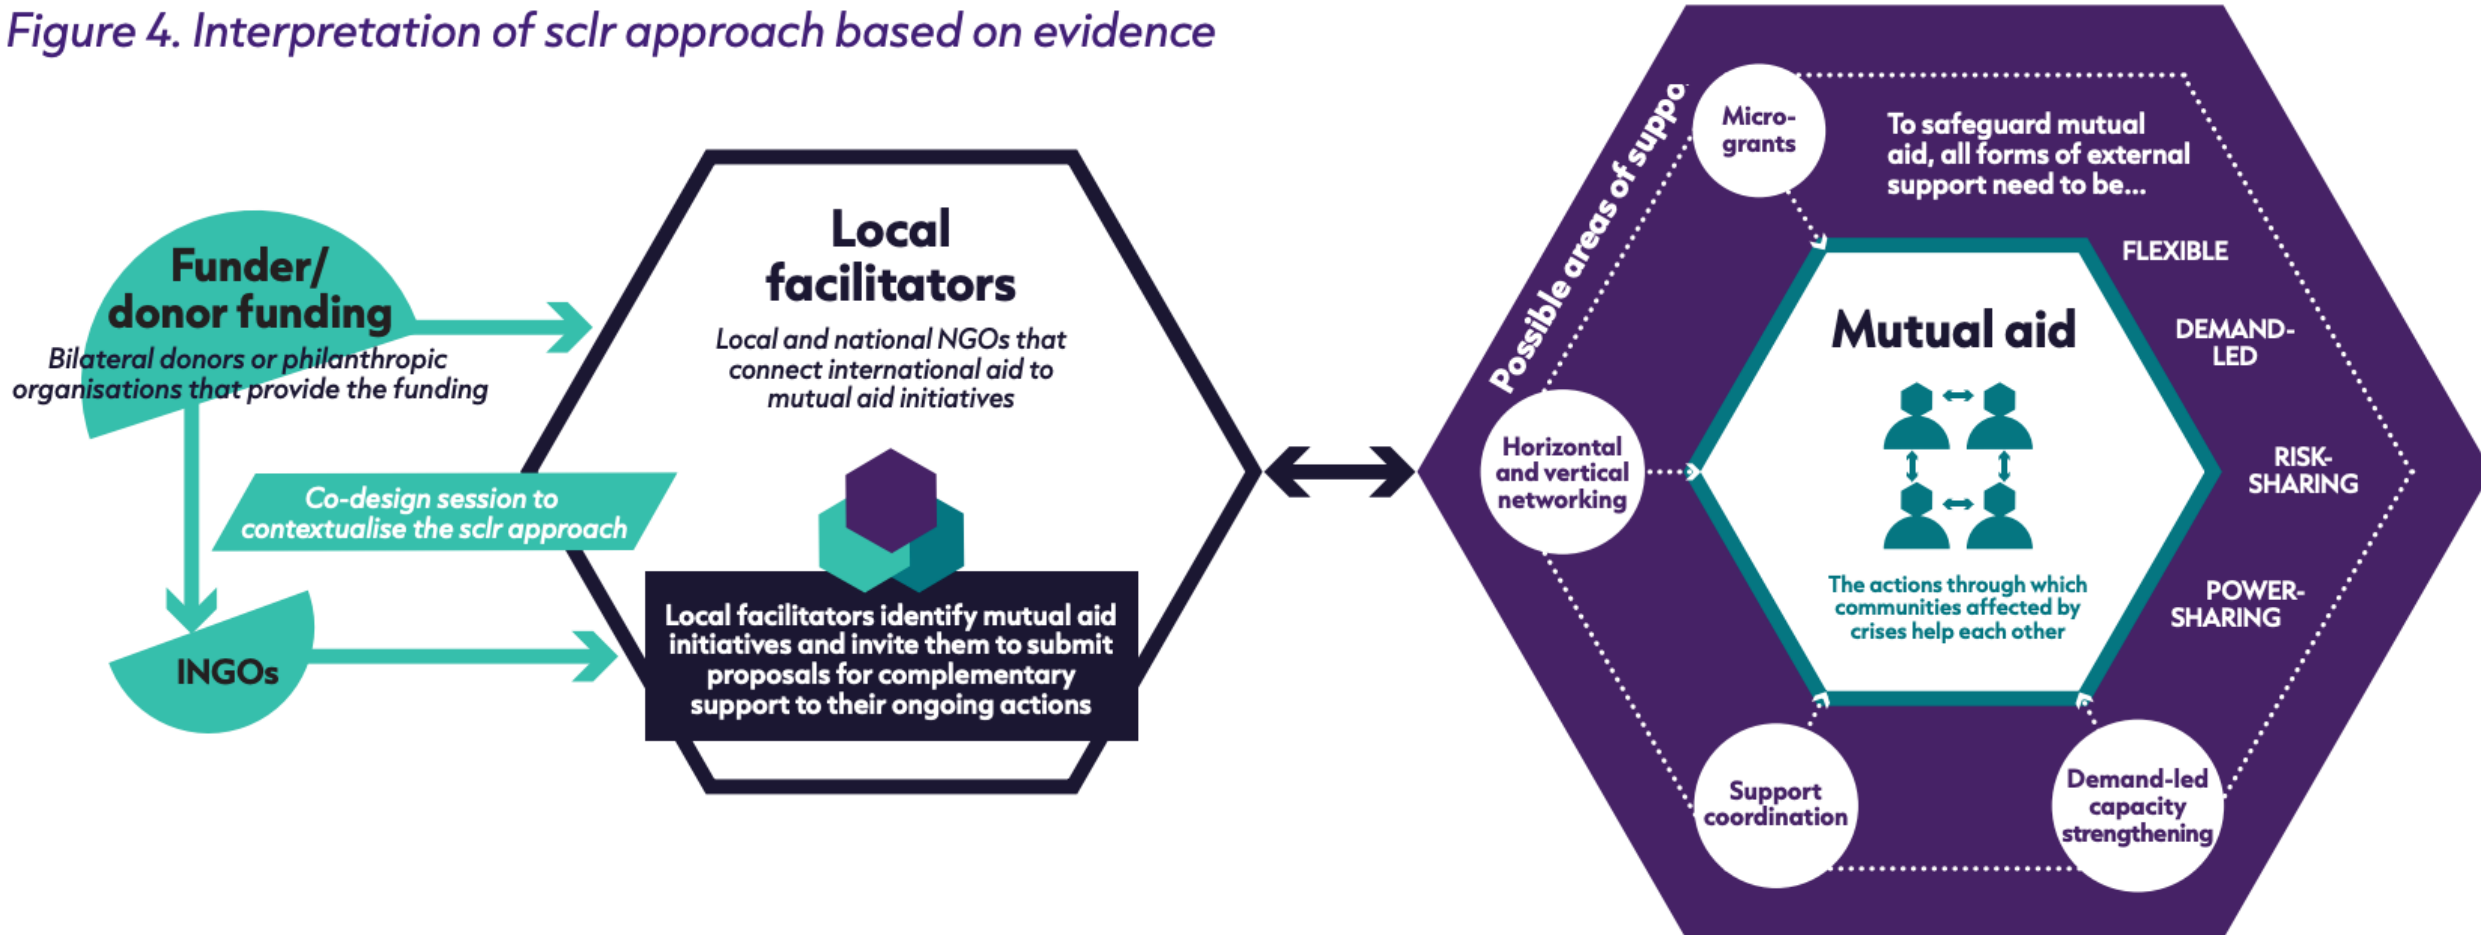 Figure 4. Interpretation of sclr approach based on evidence
Funder/
donor funding
Bilateral donors or philanthropic
organisations that provide the funding
Co-design session to
contextualise the sclr approach
INGOs
Local
facilitators
Local and national NGOs that
connect international aid to
mutual aid initiatives
Local facilitators identify mutual aid
initiatives and invite them to submit
proposals for complementary
support to their ongoing actions
Possible areas of suppo
Micro-
grants
Horizontal
and vertical
networking
Support
coordination
Demand-led
capacity
strengthening
To safeguard mutual
aid, all forms of external
support need to be...
FLEXIBLE
DEMAND-
LED
RISK-
SHARING
POWER-
SHARING
Mutual aid
The actions through which
communities affected by
crises help each other